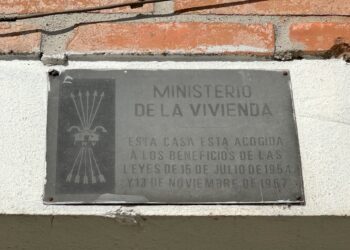 MINISTERIO
DE LA VIVIENDA
ESTA CASA ESTA ACOGIDA
A LOS BENEFICIOS DE LAS
LEYES DE 15 DE JULIO DE 1954
Y 13 DE NOVIEMBRE DE 1957